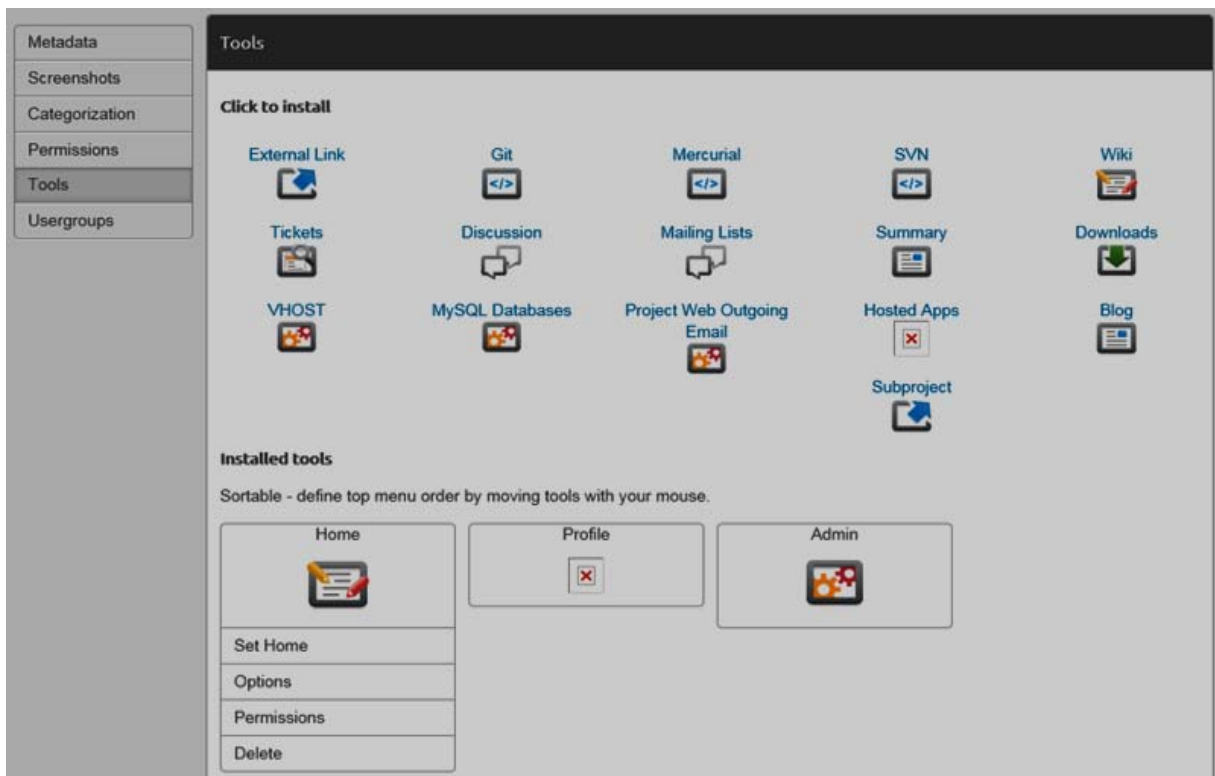 Metadata
Screenshots
Categorization
Permissions
Tools
Usergroups
Tools
Click to install
External Link Git Mercurial SVN Wiki
Tickets Discussion Mailing Lists Summary Downloads
VHOST MySQL Databases Project Web Outgoing Hosted Apps Blog
Email
Subproject
Installed tools
Sortable - define top menu order by moving tools with your mouse.
Home Profile Admin
Set Home
Options
Permissions
Delete